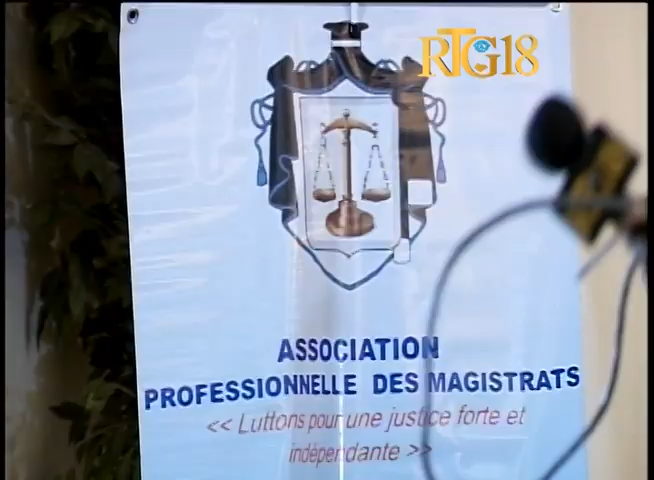 RTG18
ASSOCIATION
PROFESSIONNELLE DES MAGISTRATS
<< Luttons pour une justice forte et
indépendante >>